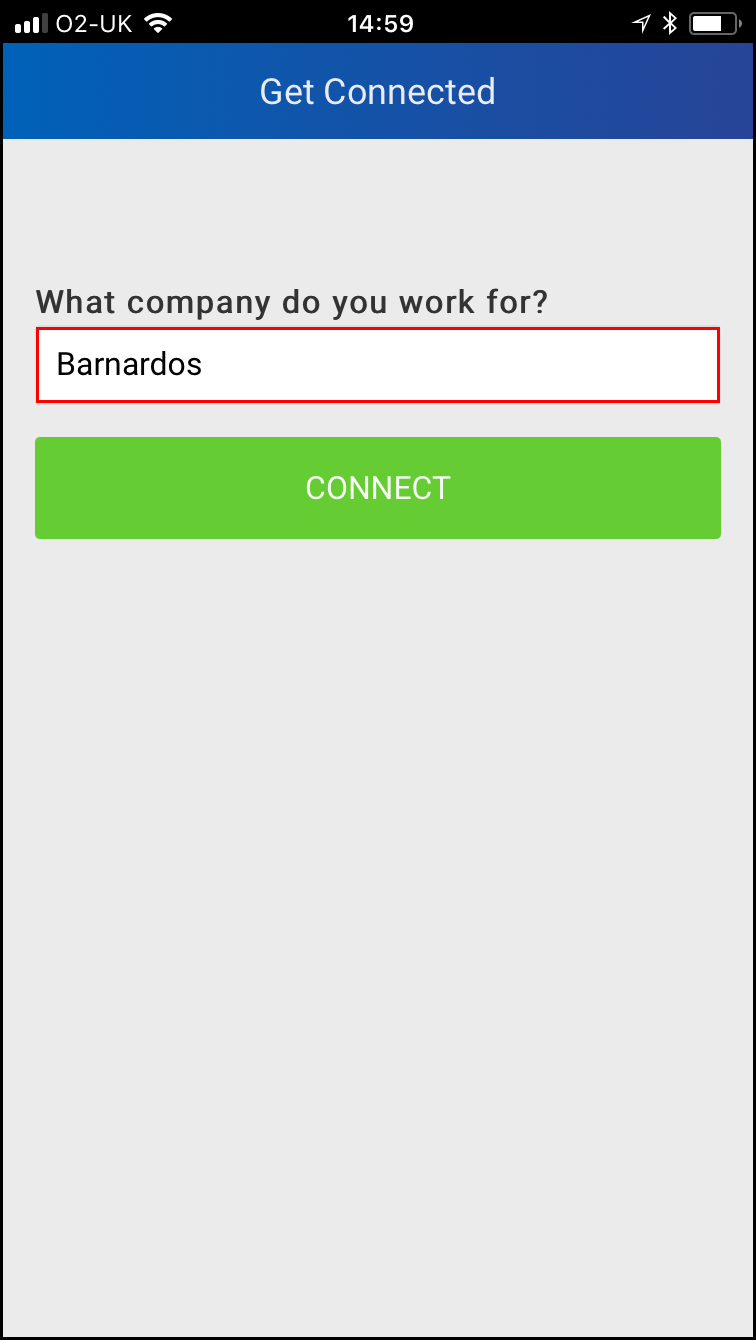 O2-UK 14:59
Get Connected
What company do you work for?
Barnardos
CONNECT